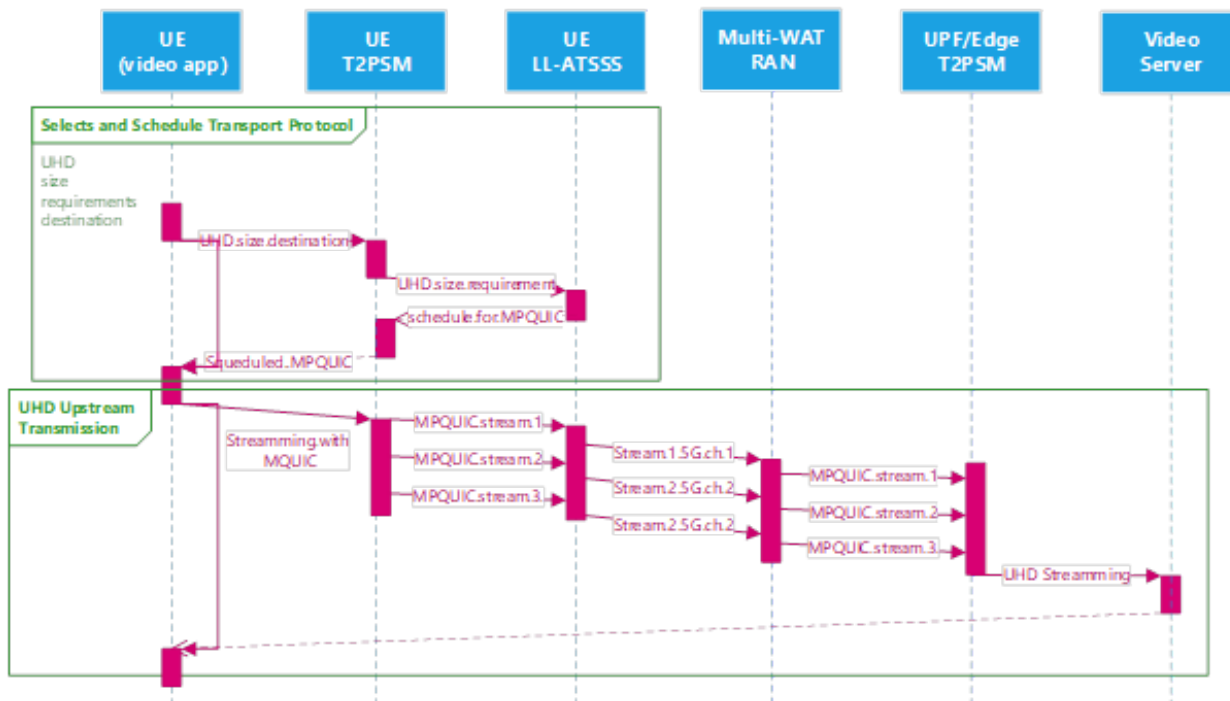 UE
(video app)
UE
T2PSM
UE
LL-ATSSS
Multi-WAT
RAN
UPF/Edge
T2PSM
Video
Server
Selects and Schedule Transport Protocol
UHD
size
requirements
destination
UHD.size.destination
UHD.size.requirement
schedule.for.MPQUIC
Squeduled..MPQUIC
UHD Upstream
Transmission
Streamming.with
MQUIC
MPQUIC.stream.1
MPQUIC.stream.2
MPQUIC.stream.3.
Stream.1.5G.ch.1
Stream.2.5G.ch.2
Stream.2.5G.ch.2
MPQUIC.stream.1
MPQUIC.stream.2
MPQUIC.stream.3.
UHD Streamming